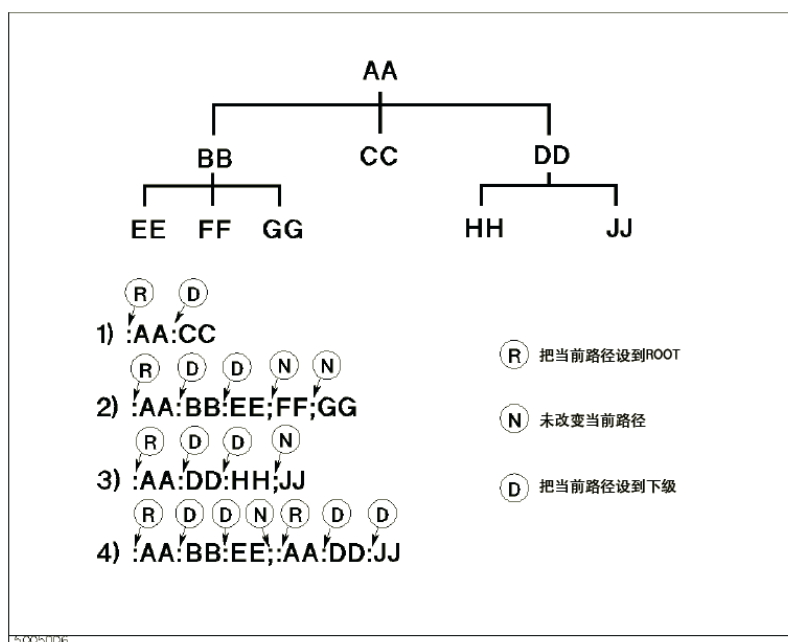 AA
BB CC DD
EE FF GG HH JJ
R D
1) :AA:CC
R D D N N
2) :AA:BB:EE;FF;GG
R D D N
3) :AA:DD:HH;JJ
R D D N R D D
4) :AA:BB:EE;:AA:DD:JJ
R 把当前路径设到ROOT
N 未改变当前路径
D 把当前路径设到下级